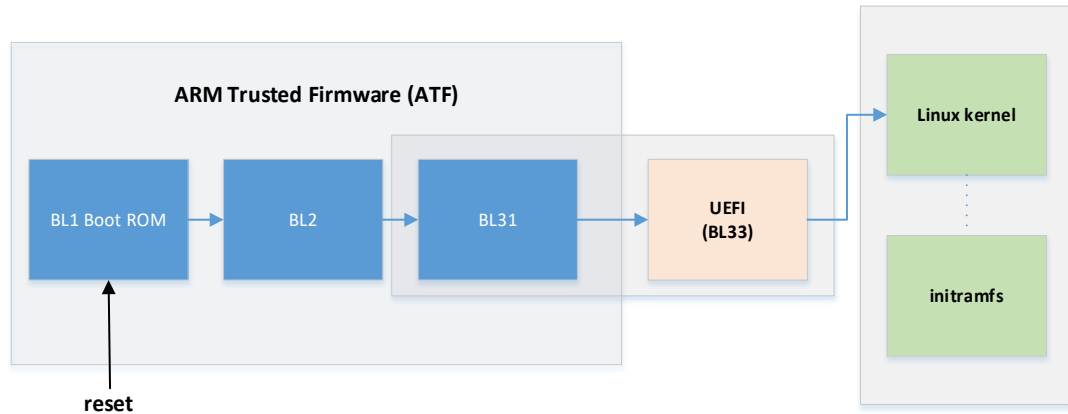 ARM Trusted Firmware (ATF)
BL1 Boot ROM
BL2
BL31
UEFI
(BL33)
Linux kernel
initramfs
reset